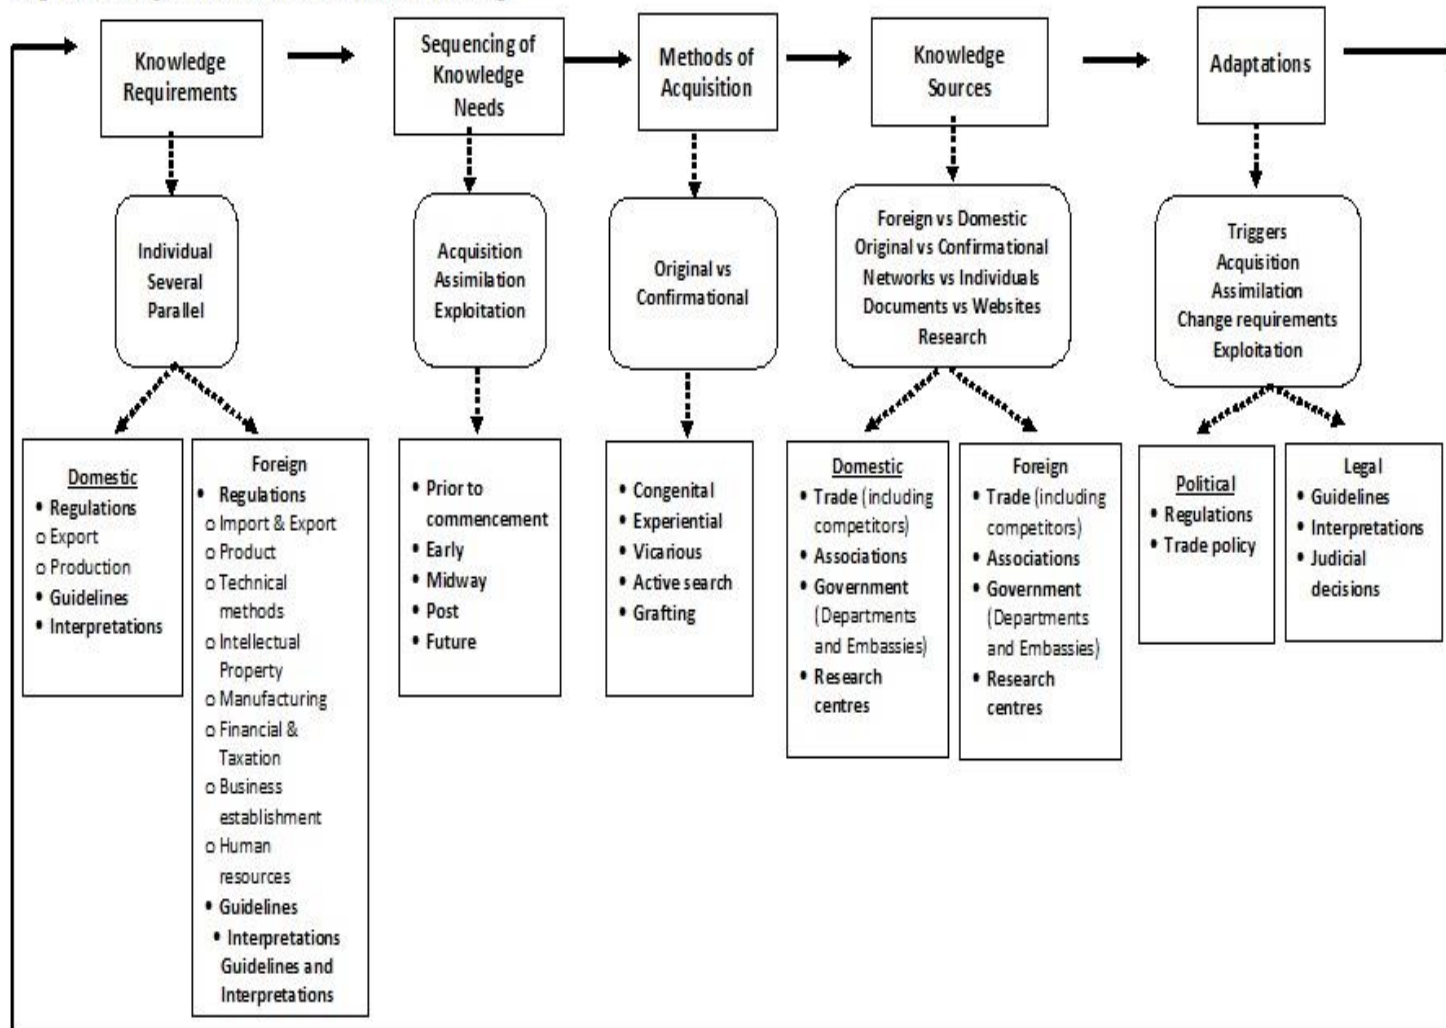 Knowledge
Requirements
Sequencing of
Knowledge
Needs
Methods of
Acquisition
Knowledge
Sources
Adaptations
Individual
Several
Parallel
Acquisition
Assimilation
Exploitation
Original vs
Confirmational
Foreign vs Domestic
Original vs Confirmational
Networks vs Individuals
Documents vs Websites
Research
Triggers
Acquisition
Assimilation
Change requirements
Exploitation
Domestic
• Regulations
o Export
o Production
• Guidelines
• Interpretations
Foreign
• Regulations
o Import & Export
o Product
o Technical
methods
o Intellectual
Property
o Manufacturing
o Financial &
Taxation
o Business
establishment
o Human
resources
• Guidelines
• Interpretations
Guidelines and
Interpretations
• Prior to
commencement
• Early
• Midway
• Post
• Future
• Congenital
• Experiential
• Vicarious
• Active search
• Grafting
Domestic
• Trade (including
competitors)
• Associations
• Government
(Departments
and Embassies)
• Research
centres
Foreign
• Trade (including
competitors)
• Associations
• Government
(Departments
and Embassies)
• Research
centres
Political
• Regulations
• Trade policy
Legal
• Guidelines
• Interpretations
• Judicial
decisions